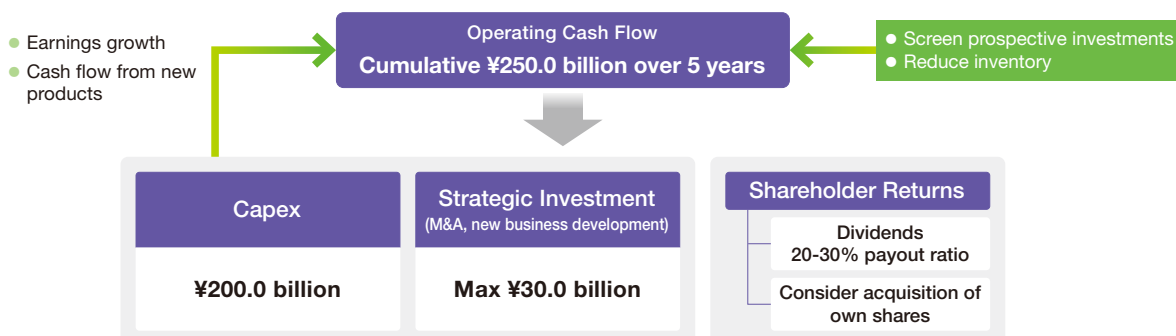 Earnings growth
Cash flow from new
products
Operating Cash Flow
Cumulative ¥250.0 billion over 5 years
Screen prospective investments
Reduce inventory
Capex
¥200.0 billion
Strategic Investment
(M&A, new business development)
Max ¥30.0 billion
Shareholder Returns
Dividends
20-30% payout ratio
Consider acquisition of
own shares